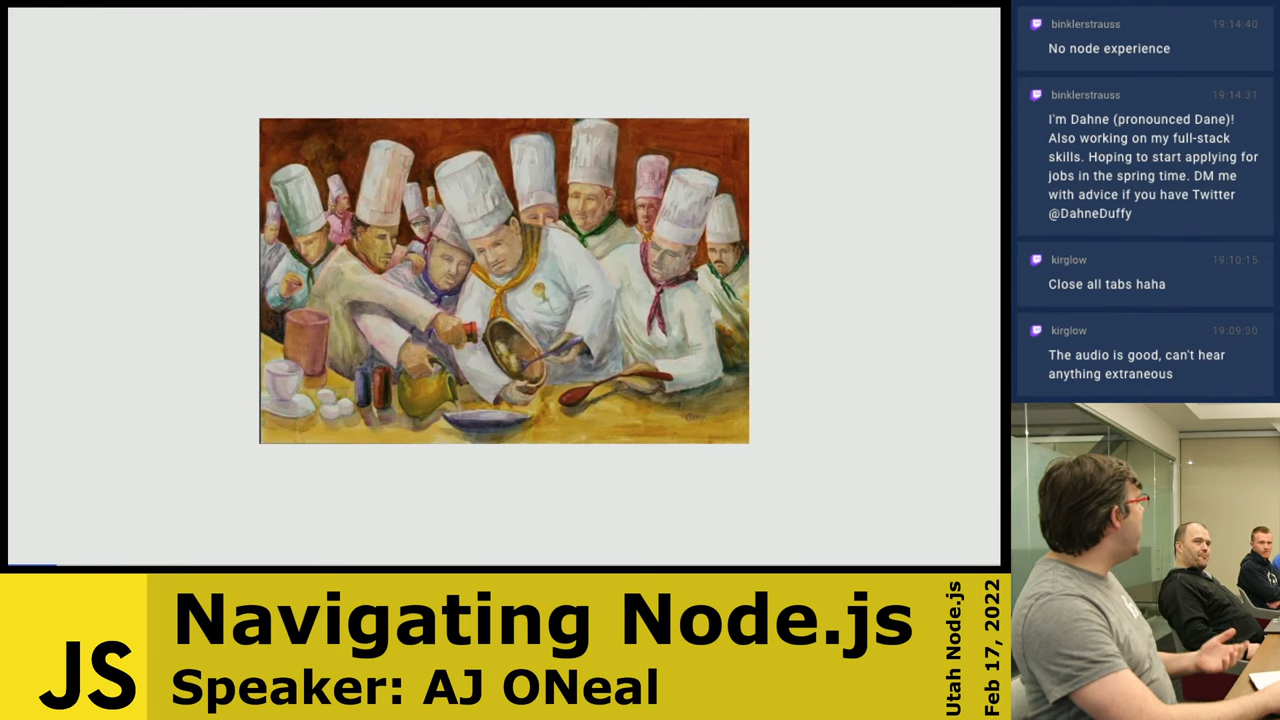 binklerstrauss 19:14:40
No node experience
binklerstrauss 19:14:31
I'm Dahne (pronounced Dane)!
Also working on my full-stack
skills. Hoping to start applying for
jobs in the spring time. DM me
with advice if you have Twitter
@DahneDuffy
kirglow 19:10:15
Close all tabs haha
kirglow 19:09:30
The audio is good, can't hear
anything extraneous
JS
Navigating Node.js
Speaker: AJ ONeal
Utah Node.js
Feb 17, 2022